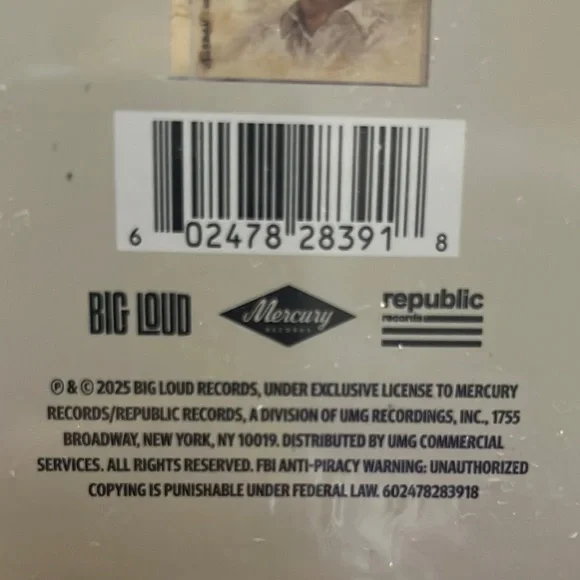 6 02478 28391 8
BIG LOUD
Mercury
RECORDS
republic
records
℗ & © 2025 BIG LOUD RECORDS, UNDER EXCLUSIVE LICENSE TO MERCURY
RECORDS/REPUBLIC RECORDS, A DIVISION OF UMG RECORDINGS, INC., 1755
BROADWAY, NEW YORK, NY 10019. DISTRIBUTED BY UMG COMMERCIAL
SERVICES. ALL RIGHTS RESERVED. FBI ANTI-PIRACY WARNING: UNAUTHORIZED
COPYING IS PUNISHABLE UNDER FEDERAL LAW. 602478283918